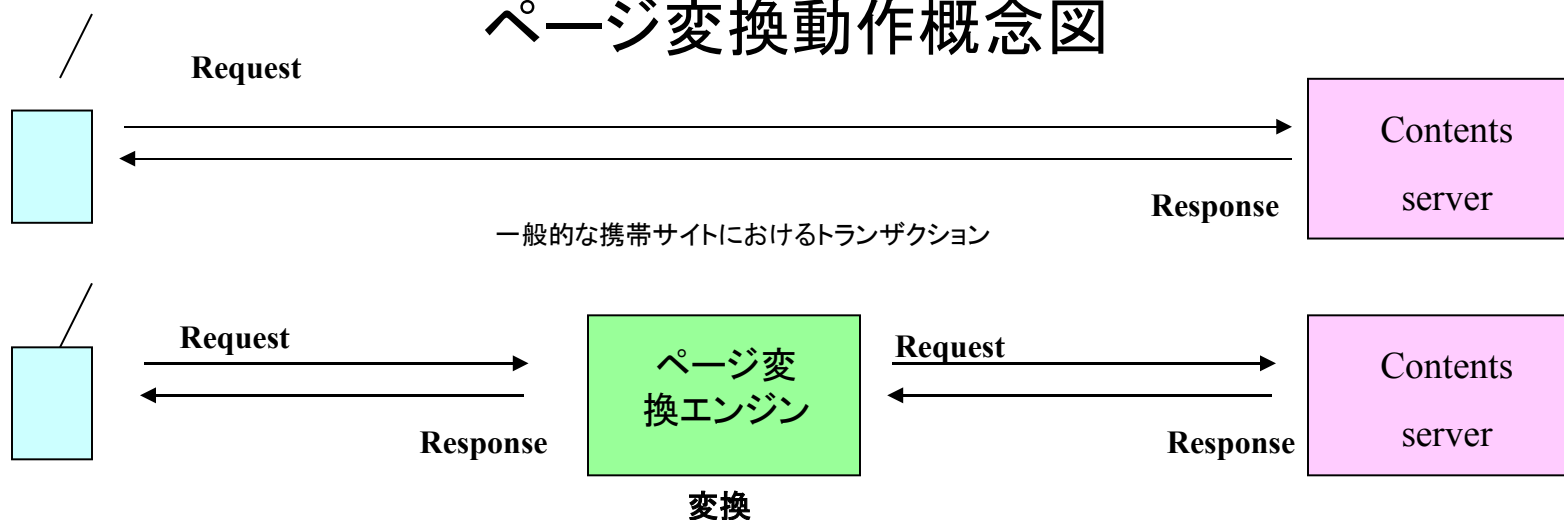 ページ変換動作概念図
Request
Contents
server
Response
一般的な携帯サイトにおけるトランザクション
Request
ページ変
換エンジン
Request
Contents
server
Response
Response
変換